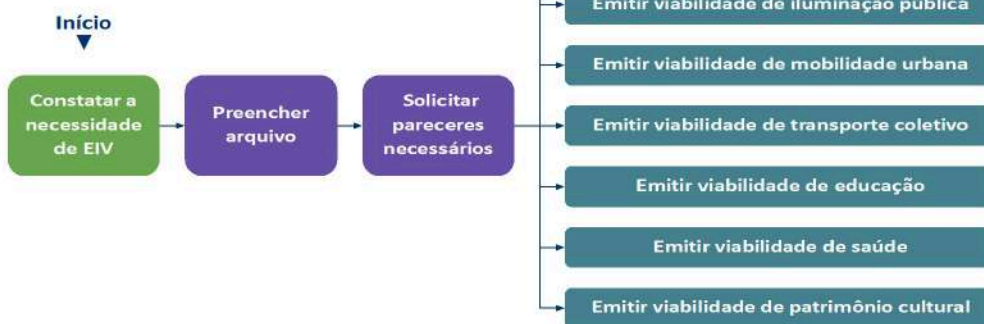 Início
Constatar a
necessidade
de EIV
Preencher
arquivo
Solicitar
pareceres
necessários
Emitir viabilidade de iluminação pública
Emitir viabilidade de mobilidade urbana
Emitir viabilidade de transporte coletivo
Emitir viabilidade de educação
Emitir viabilidade de saúde
Emitir viabilidade de patrimônio cultural